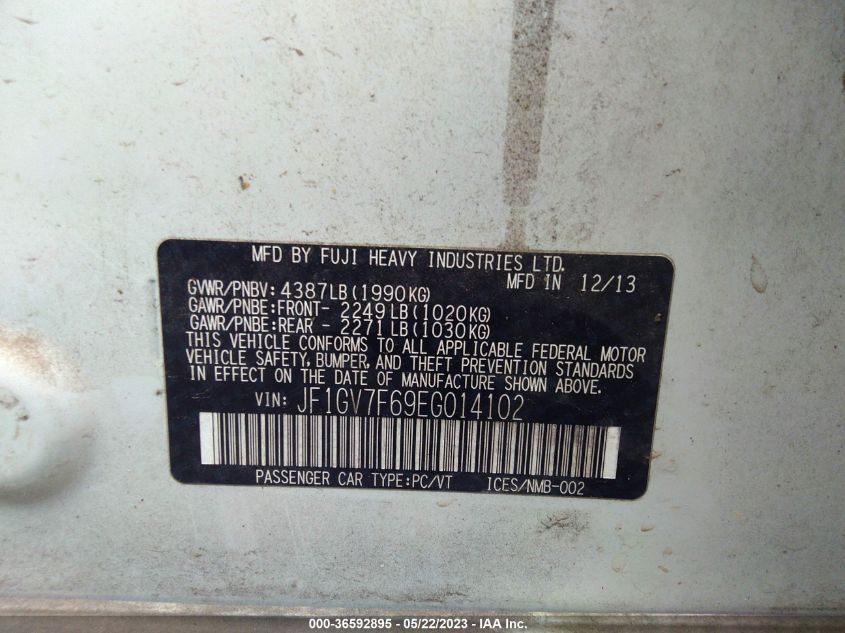 MFD BY FUJI HEAVY INDUSTRIES LTD.
GVWR/PNBV: 4387LB(1990KG) MFD IN 12/13
GAWR/PNBE:FRONT- 2249LB(1020KG)
GAWR/PNBE:REAR - 2271LB(1030KG)
THIS VEHICLE CONFORMS TO ALL APPLICABLE FEDERAL MOTOR
VEHICLE SAFETY, BUMPER, AND THEFT PREVENTION STANDARDS
IN EFFECT ON THE DATE OF MANUFACTURE SHOWN ABOVE.
VIN: JF1GV7F69EG014102
PASSENGER CAR TYPE:PC/VT ICES/NMB-002
000-36592895 - 05/22/2023 - IAA Inc.